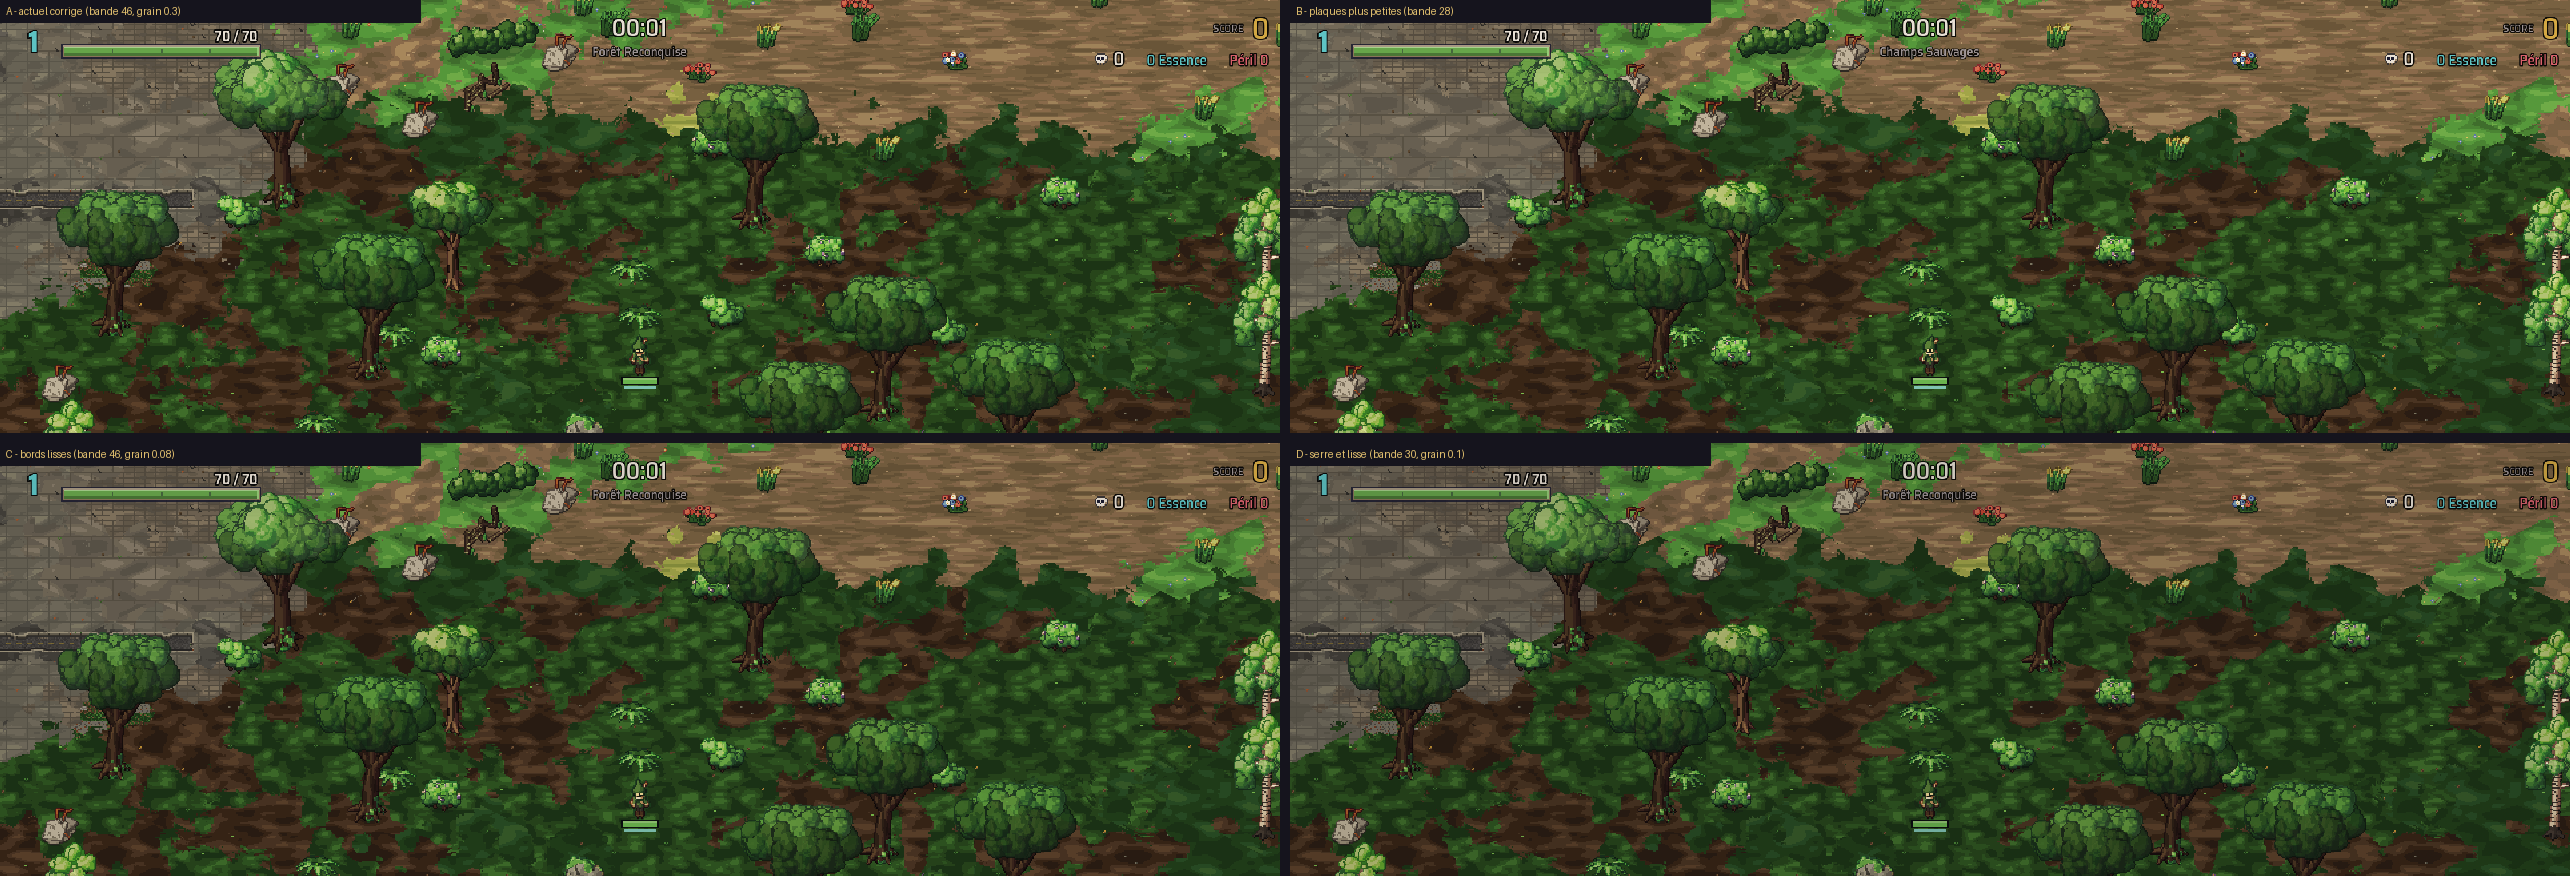 A - actuel corrige (bande 46, grain 0.3)
1
70 / 70
00:01
Forêt Reconquise
SCORE 0
0
0 Essence
Péril 0
B - plaques plus petites (bande 28)
1
70 / 70
00:01
Champs Sauvages
SCORE 0
0
0 Essence
Péril 0
C - bords lisses (bande 46, grain 0.08)
1
70 / 70
00:01
Forêt Reconquise
SCORE 0
0
0 Essence
Péril 0
D - serre et lisse (bande 30, grain 0.1)
1
70 / 70
00:01
Forêt Reconquise
SCORE 0
0
0 Essence
Péril 0